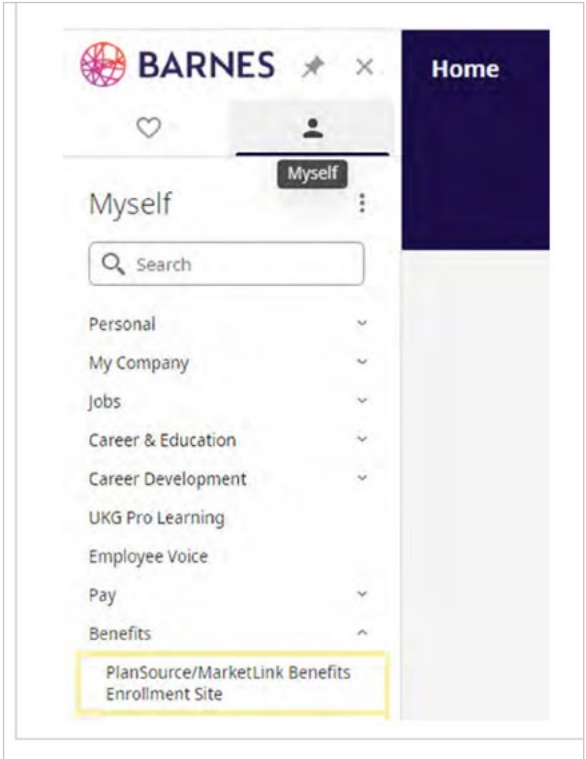 BARNES
Home
Myself
Myself
Search
Personal
My Company
Jobs
Career & Education
Career Development
UKG Pro Learning
Employee Voice
Pay
Benefits
PlanSource/MarketLink Benefits
Enrollment Site